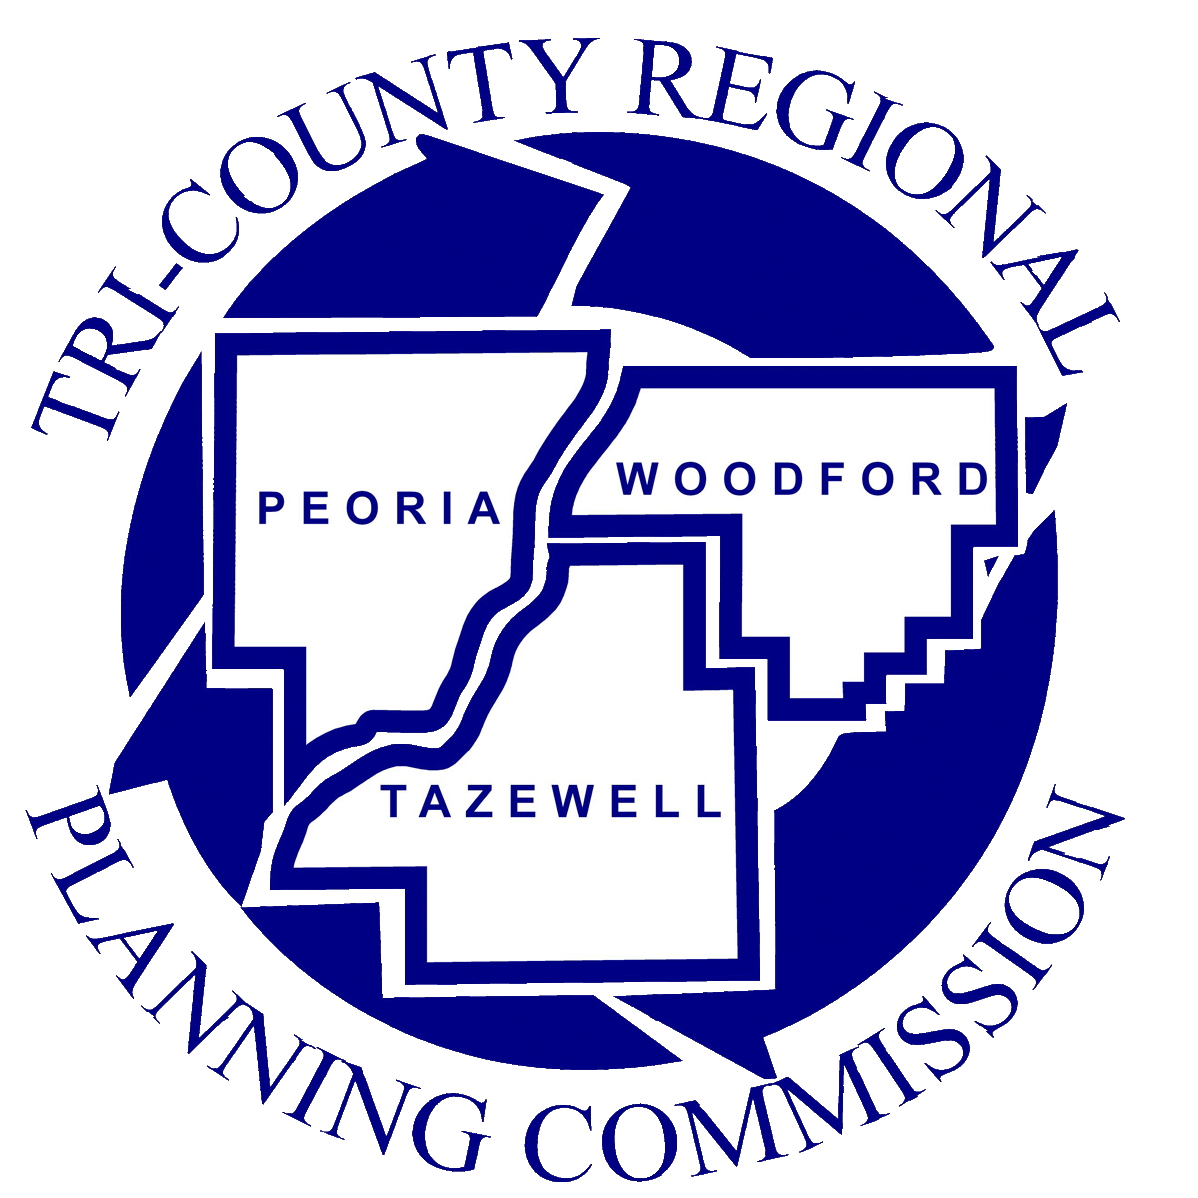 TRI-COUNTY REGIONAL
PEORIA
WOODFORD
TAZEWELL
PLANNING COMMISSION